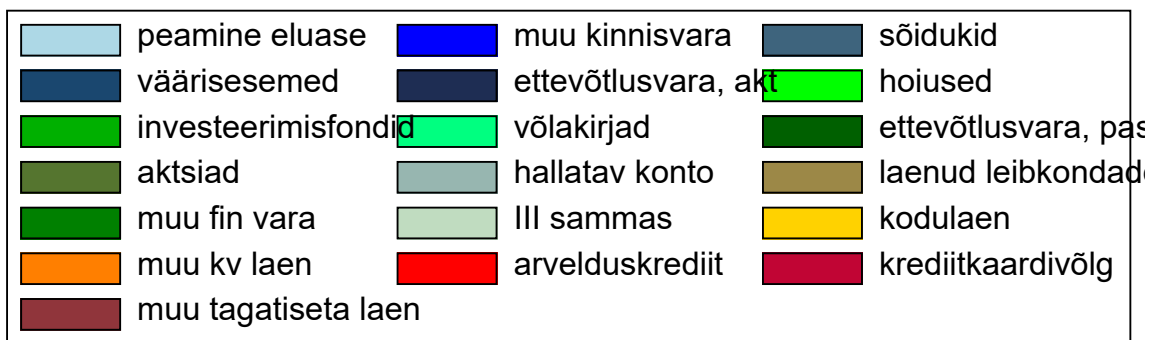 peamine eluase muu kinnisvara sõidukid
väärisesemed ettevõtlusvara, akt hoiused
investeerimisfondid võlakirjad ettevõtlusvara, pas
aktsiad hallatav konto laenud leibkondade
muu fin vara III sammas kodulaen
muu kv laen arvelduskrediit krediitkaardivõlg
muu tagatiseta laen